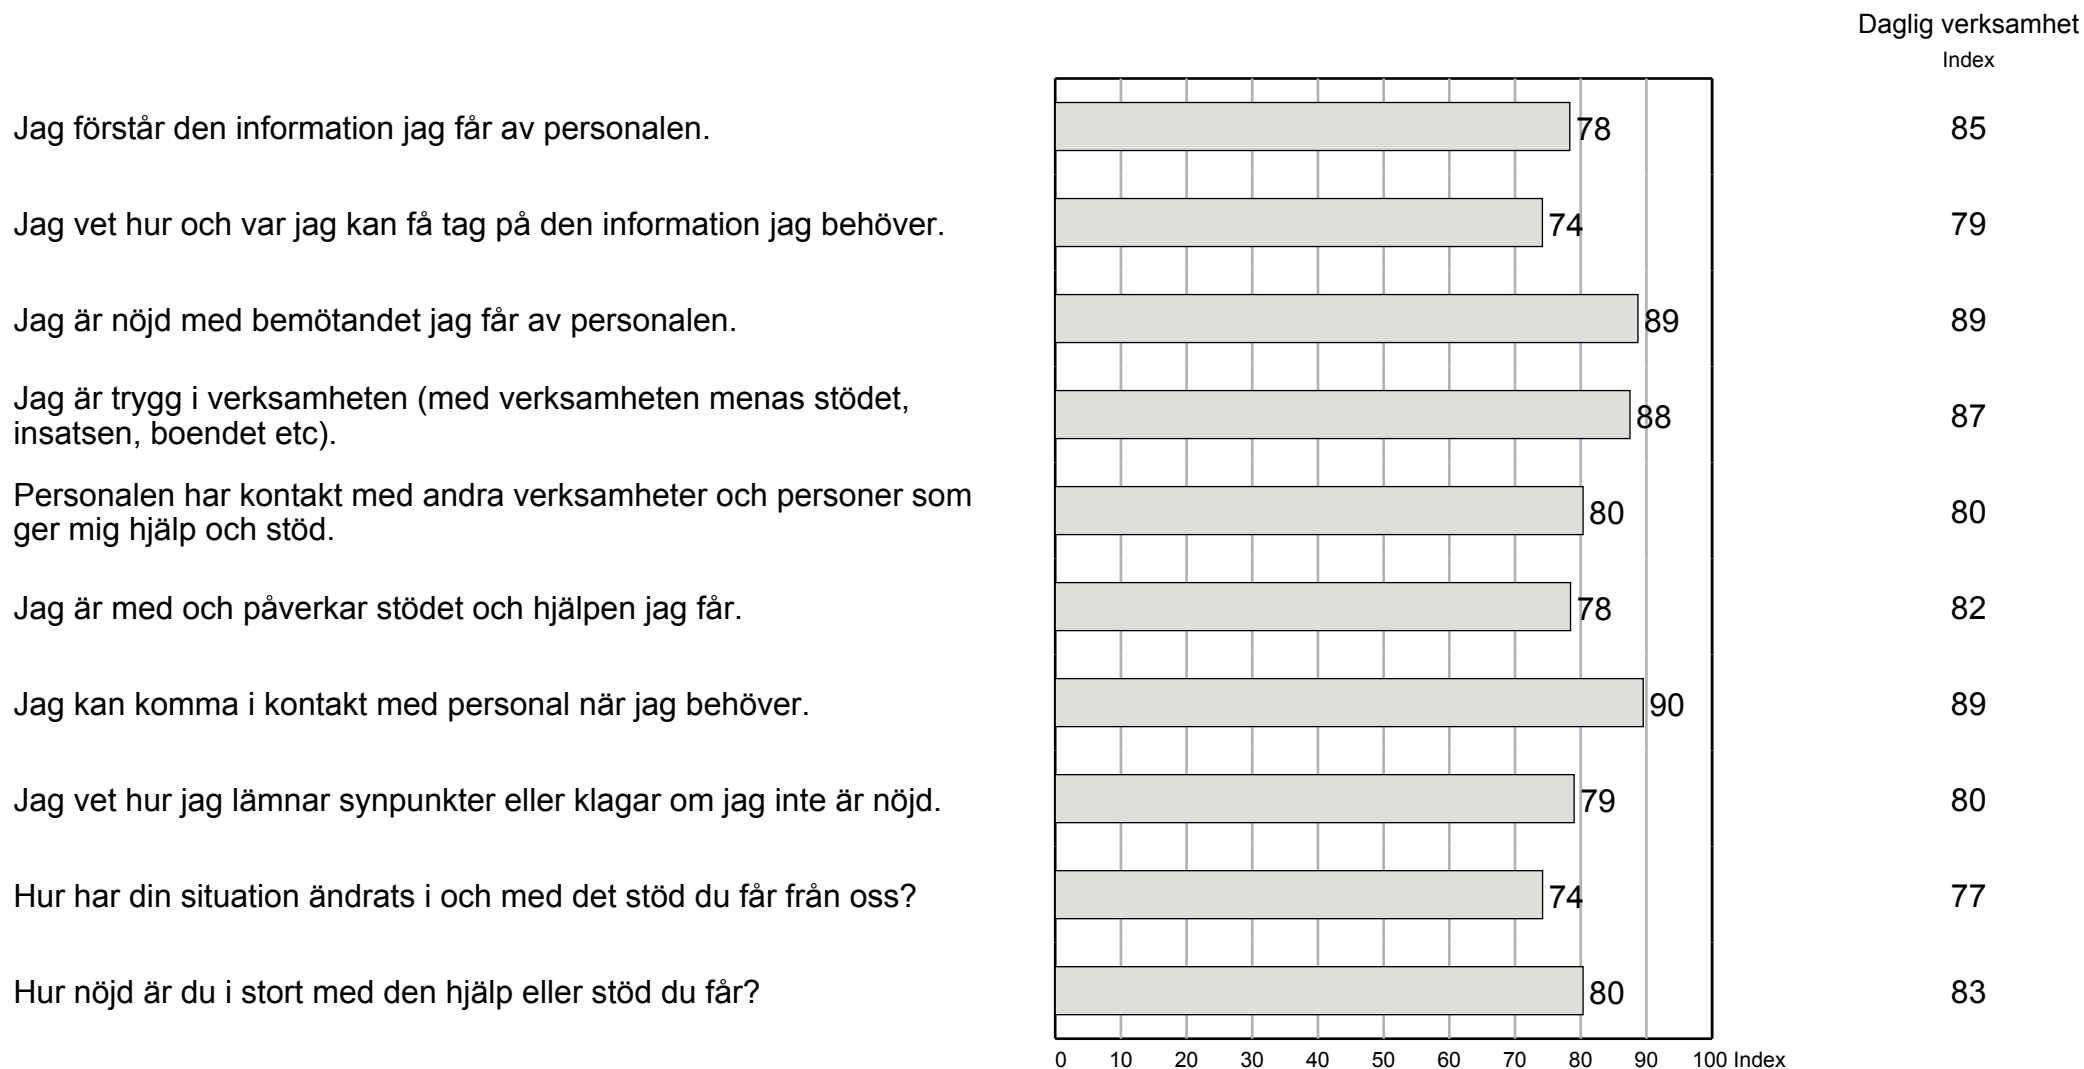 Daglig verksamhet
Index
Jag förstår den information jag får av personalen. 78 85
Jag vet hur och var jag kan få tag på den information jag behöver. 74 79
Jag är nöjd med bemötandet jag får av personalen. 89 89
Jag är trygg i verksamheten (med verksamheten menas stödet,
insatsen, boendet etc). 88 87
Personalen har kontakt med andra verksamheter och personer som
ger mig hjälp och stöd. 80 80
Jag är med och påverkar stödet och hjälpen jag får. 78 82
Jag kan komma i kontakt med personal när jag behöver. 90 89
Jag vet hur jag lämnar synpunkter eller klagar om jag inte är nöjd. 79 80
Hur har din situation ändrats i och med det stöd du får från oss? 74 77
Hur nöjd är du i stort med den hjälp eller stöd du får? 80 83
0 10 20 30 40 50 60 70 80 90 100 Index